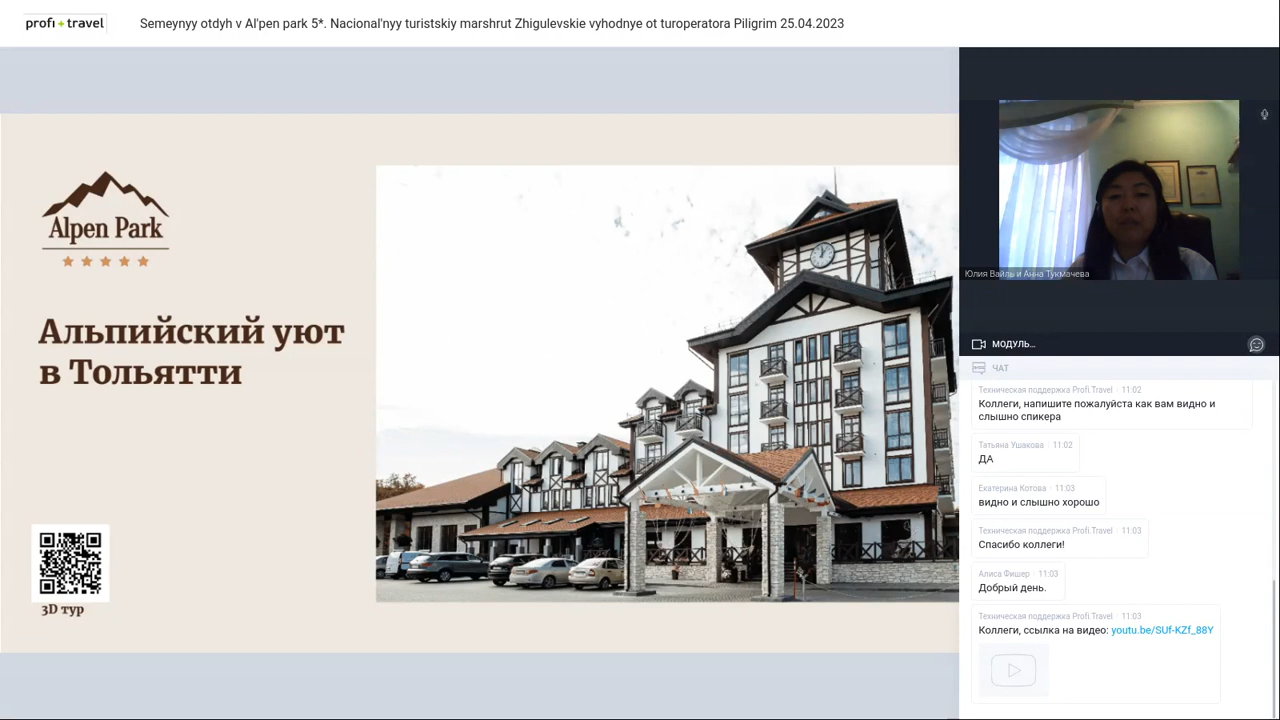 profi travel
Semeynyy otdyh v Al'pen park 5*. Nacional'nyy turistskiy marshrut Zhigulevskie vyhodnye ot turoperatora Piligrim 25.04.2023
Alpen Park
Альпийский уют
в Тольятти
3D тур
Юлия Вайль и Анна Тукмачева
МОДУЛЬ...
ЧАТ
Техническая поддержка Profi.Travel 11:02
Коллеги, напишите пожалуйста как вам видно и
слышно спикера
Татьяна Ушакова 11:02
ДА
Екатерина Котова 11:03
видно и слышно хорошо
Техническая поддержка Profi.Travel 11:03
Спасибо коллеги!
Алиса Фишер 11:03
Добрый день.
Техническая поддержка Profi.Travel 11:03
Коллеги, ссылка на видео: youtu.be/SUf-KZf_88Y